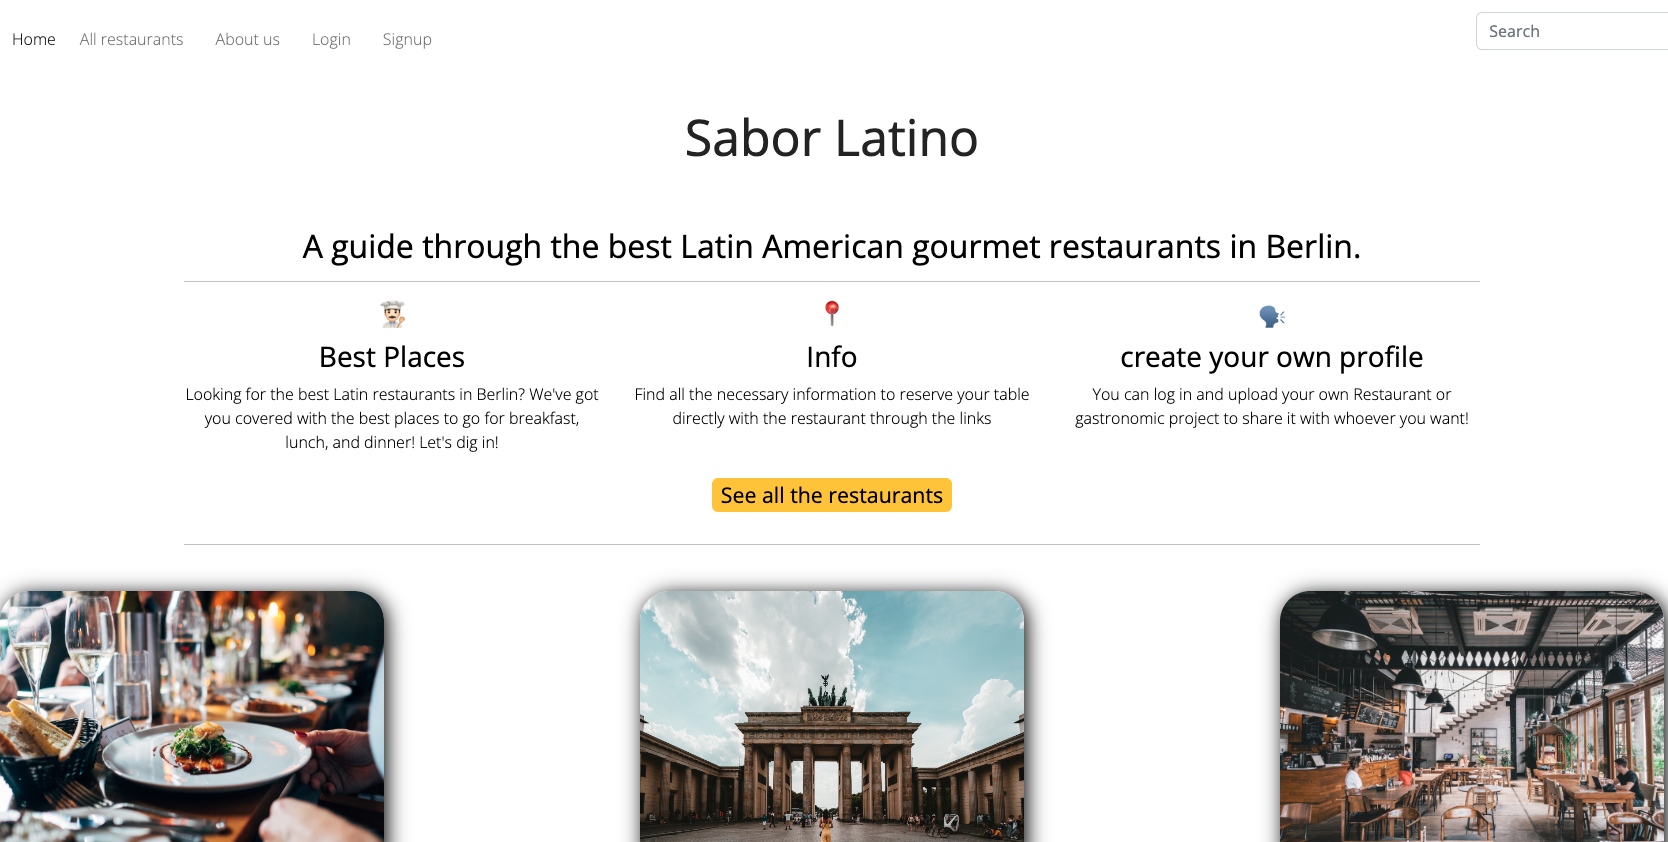 Home All restaurants About us Login Signup Search
Sabor Latino
A guide through the best Latin American gourmet restaurants in Berlin.
Best Places
Looking for the best Latin restaurants in Berlin? We've got
you covered with the best places to go for breakfast,
lunch, and dinner! Let's dig in!
Info
Find all the necessary information to reserve your table
directly with the restaurant through the links
create your own profile
You can log in and upload your own Restaurant or
gastronomic project to share it with whoever you want!
See all the restaurants